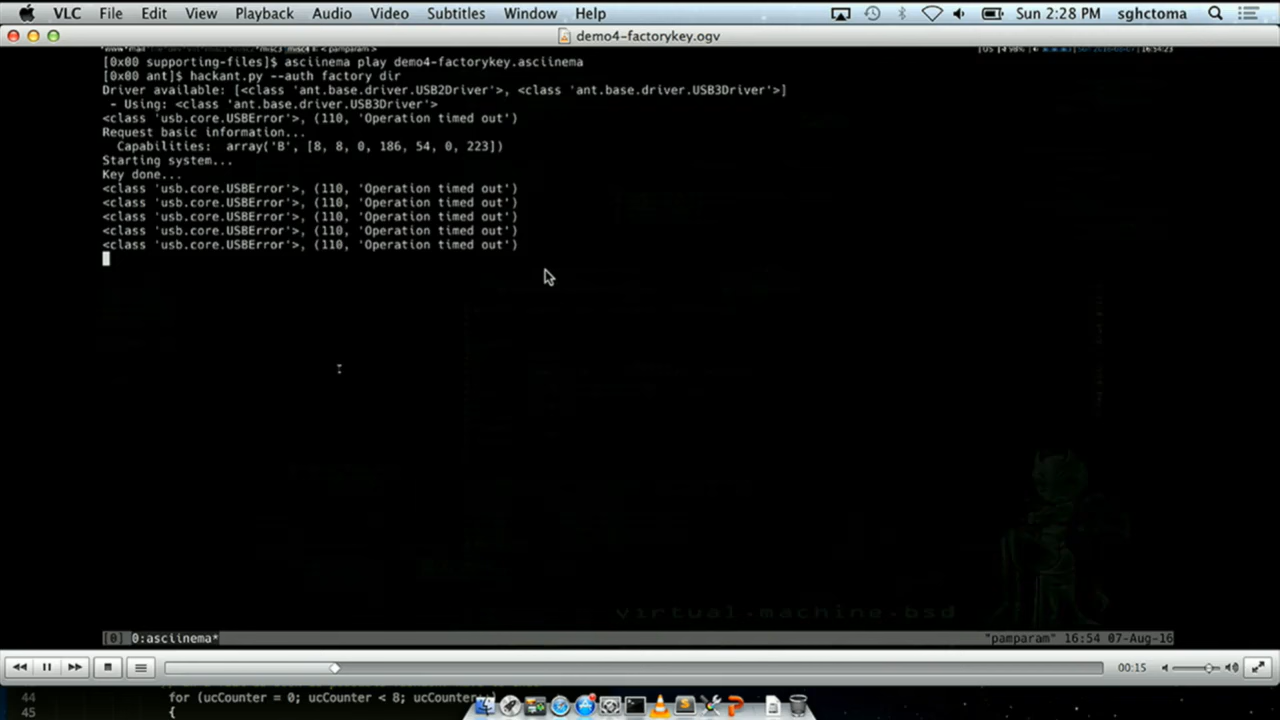 VLC File Edit View Playback Audio Video Subtitles Window Help Sun 2:28 PM sghctoma
demo4-factorykey.ogv
[0x00 supporting-files]$ asciinema play demo4-factorykey.asciinema
[0x00 ant]$ hackant.py --auth factory dir
Driver available: [<class 'ant.base.driver.USB2Driver'>, <class 'ant.base.driver.USB3Driver'>]
- Using: <class 'ant.base.driver.USB3Driver'>
<class 'usb.core.USBError'>, (110, 'Operation timed out')
Request basic information...
Capabilities: array('B', [8, 8, 0, 186, 54, 0, 223])
Starting system...
Key done...
<class 'usb.core.USBError'>, (110, 'Operation timed out')
<class 'usb.core.USBError'>, (110, 'Operation timed out')
<class 'usb.core.USBError'>, (110, 'Operation timed out')
<class 'usb.core.USBError'>, (110, 'Operation timed out')
<class 'usb.core.USBError'>, (110, 'Operation timed out')
virtual.machine.bsd
[0] 0:asciinema* "pamparam" 16:54 07-Aug-16
00:15
44 for (ucCounter = 0; ucCounter < 8; ucCounter
45 {